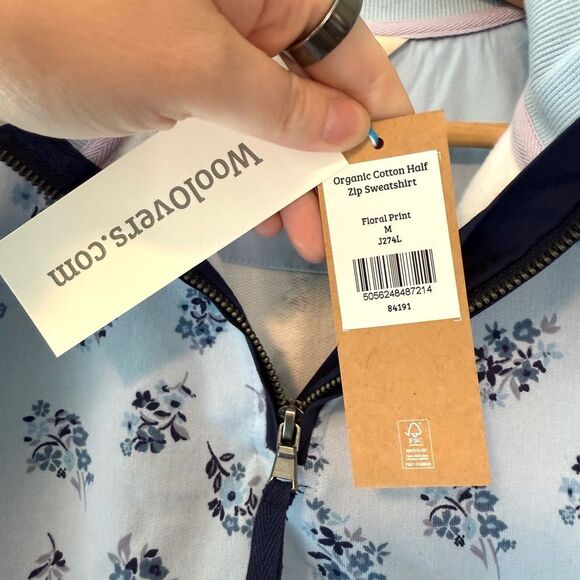 Woolovers.com
Organic Cotton Half
Zip Sweatshirt
Floral Print
M
J274L
5056248487214
84191
FSC